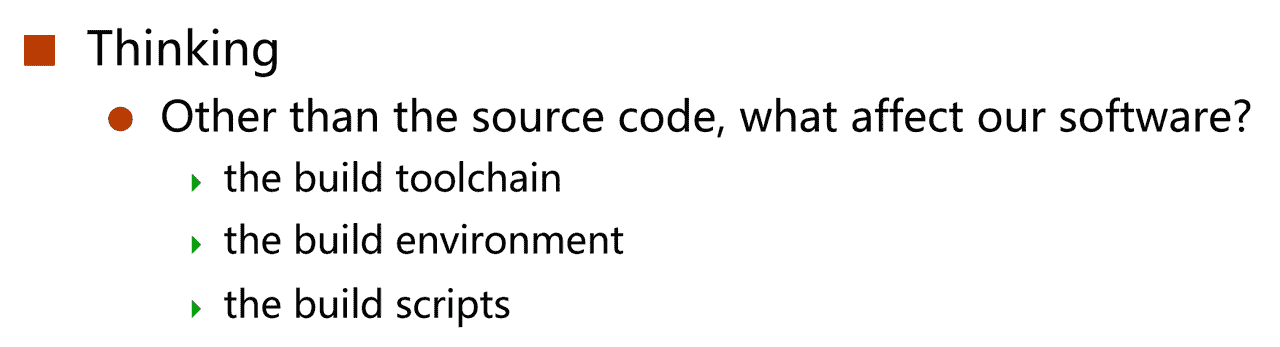 Thinking
Other than the source code, what affect our software?
the build toolchain
the build environment
the build scripts